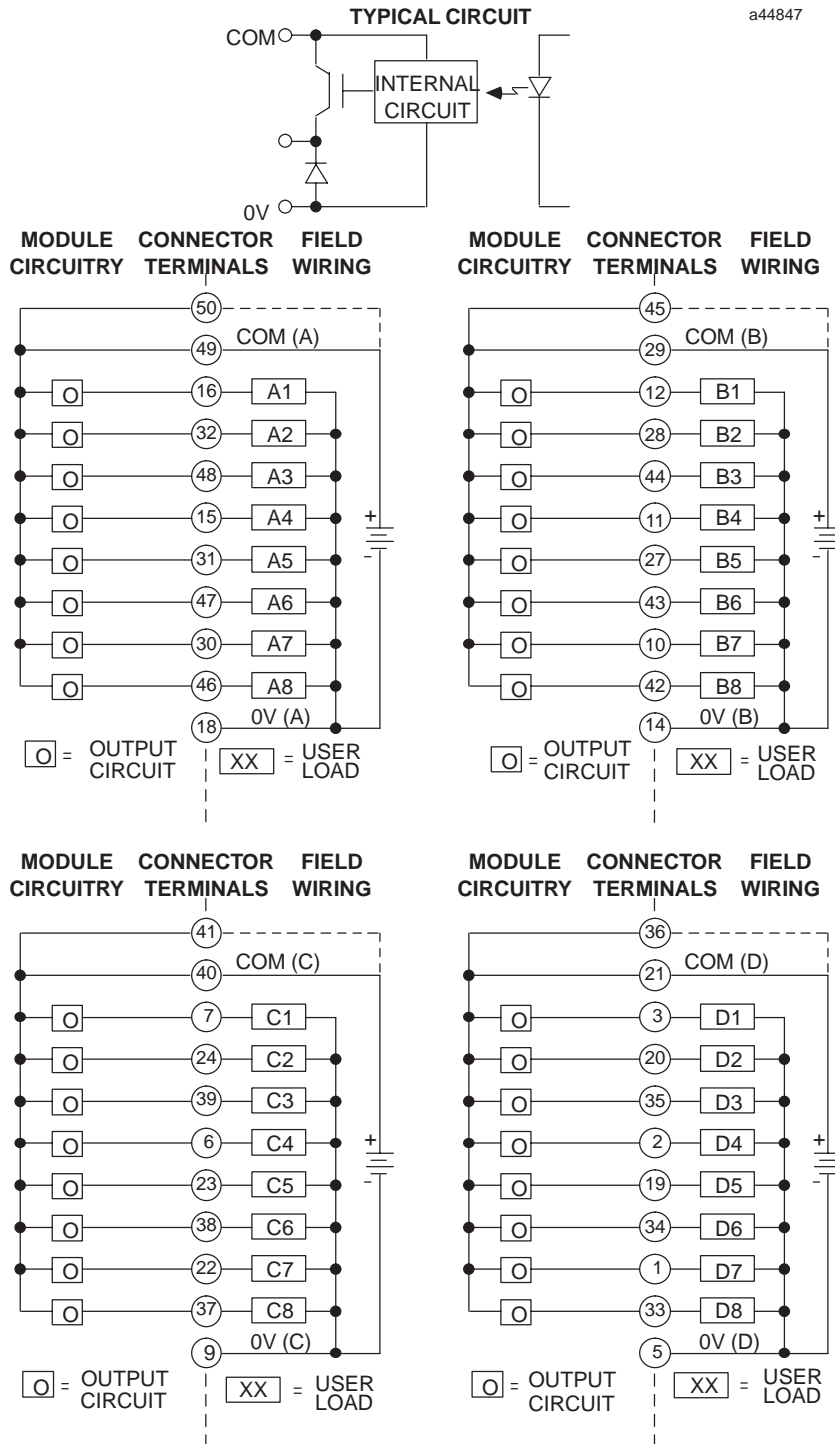 TYPICAL CIRCUIT
a44847
COM
INTERNAL
CIRCUIT
0V
MODULE CONNECTOR FIELD
CIRCUITRY TERMINALS WIRING
50
49 COM (A)
O 16 A1
O 32 A2
O 48 A3
O 15 A4
+
O 31 A5
-
O 47 A6
O 30 A7
O 46 A8
18 0V (A)
O = OUTPUT CIRCUIT
XX = USER LOAD
MODULE CONNECTOR FIELD
CIRCUITRY TERMINALS WIRING
45
29 COM (B)
O 12 B1
O 28 B2
O 44 B3
O 11 B4
+
O 27 B5
-
O 43 B6
O 10 B7
O 42 B8
14 0V (B)
O = OUTPUT CIRCUIT
XX = USER LOAD
MODULE CONNECTOR FIELD
CIRCUITRY TERMINALS WIRING
41
40 COM (C)
O 7 C1
O 24 C2
O 39 C3
O 6 C4
+
O 23 C5
-
O 38 C6
O 22 C7
O 37 C8
9 0V (C)
O = OUTPUT CIRCUIT
XX = USER LOAD
MODULE CONNECTOR FIELD
CIRCUITRY TERMINALS WIRING
36
21 COM (D)
O 3 D1
O 20 D2
O 35 D3
O 2 D4
+
O 19 D5
-
O 34 D6
O 1 D7
O 33 D8
5 0V (D)
O = OUTPUT CIRCUIT
XX = USER LOAD